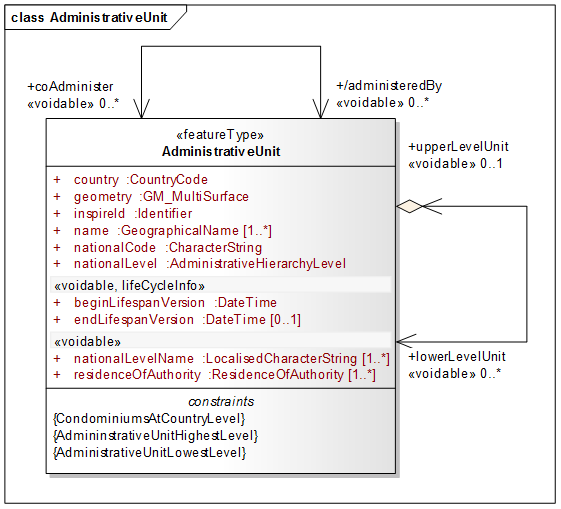 class AdministrativeUnit
+coAdminister
«voidable» 0..*
+/administeredBy
«voidable» 0..*
«featureType»
AdministrativeUnit
+upperLevelUnit
«voidable» 0..1
+ country :CountryCode
+ geometry :GM_MultiSurface
+ inspireId :Identifier
+ name :GeographicalName [1..*]
+ nationalCode :CharacterString
+ nationalLevel :AdministrativeHierarchyLevel
«voidable, lifeCycleInfo»
+ beginLifespanVersion :DateTime
+ endLifespanVersion :DateTime [0..1]
«voidable»
+ nationalLevelName :LocalisedCharacterString [1..*]
+ residenceOfAuthority :ResidenceOfAuthority [1..*]
+lowerLevelUnit
«voidable» 0..*
constraints
{CondominiumsAtCountryLevel}
{AdmininstrativeUnitHighestLevel}
{AdministrativeUnitLowestLevel}